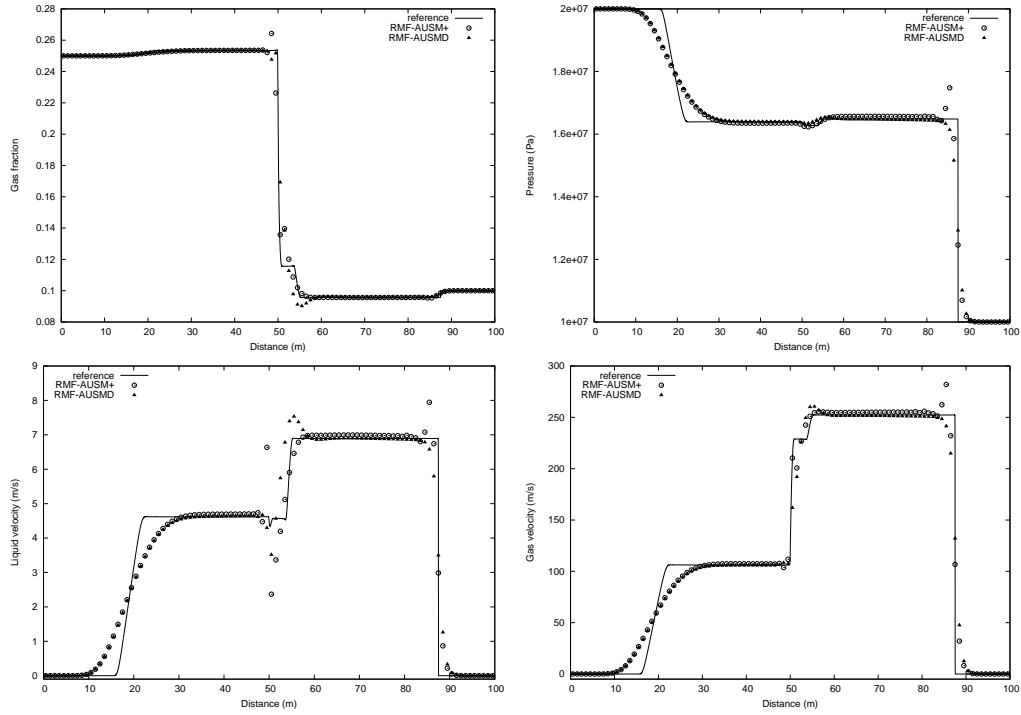 reference
RMF-AUSM+
RMF-AUSMD
0.28
0.26
0.24
0.22
0.2
0.18
0.16
0.14
0.12
0.1
0.08
Gas fraction
0 10 20 30 40 50 60 70 80 90 100
Distance (m)
reference
RMF-AUSM+
RMF-AUSMD
2e+07
1.8e+07
1.6e+07
1.4e+07
1.2e+07
1e+07
Pressure (Pa)
0 10 20 30 40 50 60 70 80 90 100
Distance (m)
reference
RMF-AUSM+
RMF-AUSMD
9
8
7
6
5
4
3
2
1
0
Liquid velocity (m/s)
0 10 20 30 40 50 60 70 80 90 100
Distance (m)
reference
RMF-AUSM+
RMF-AUSMD
300
250
200
150
100
50
0
Gas velocity (m/s)
0 10 20 30 40 50 60 70 80 90 100
Distance (m)